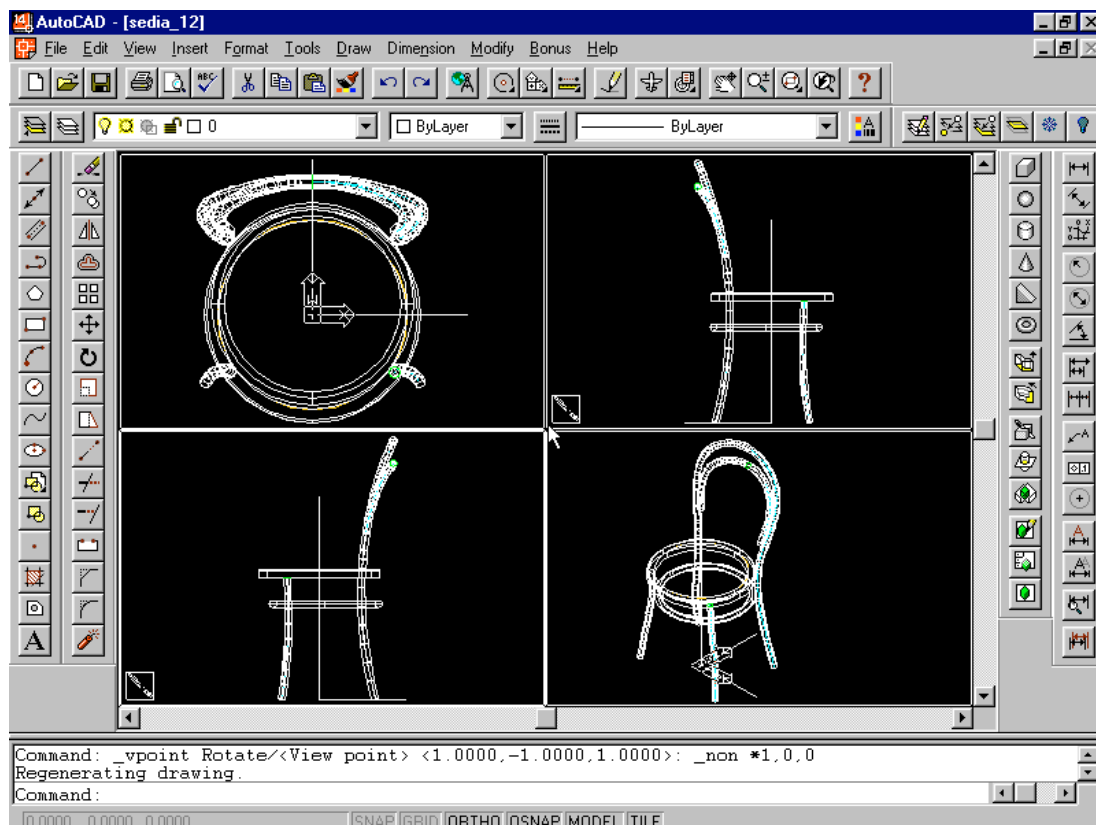 AutoCAD - [sedia_12]
File Edit View Insert Format Tools Draw Dimension Modify Bonus Help
0 ByLayer ByLayer
Command: _vpoint Rotate/<View point> <1.0000,-1.0000,1.0000>: _non *1,0,0
Regenerating drawing.
Command:
0.0000, 0.0000, 0.0000 SNAP GRID ORTHO OSNAP MODEL TILE